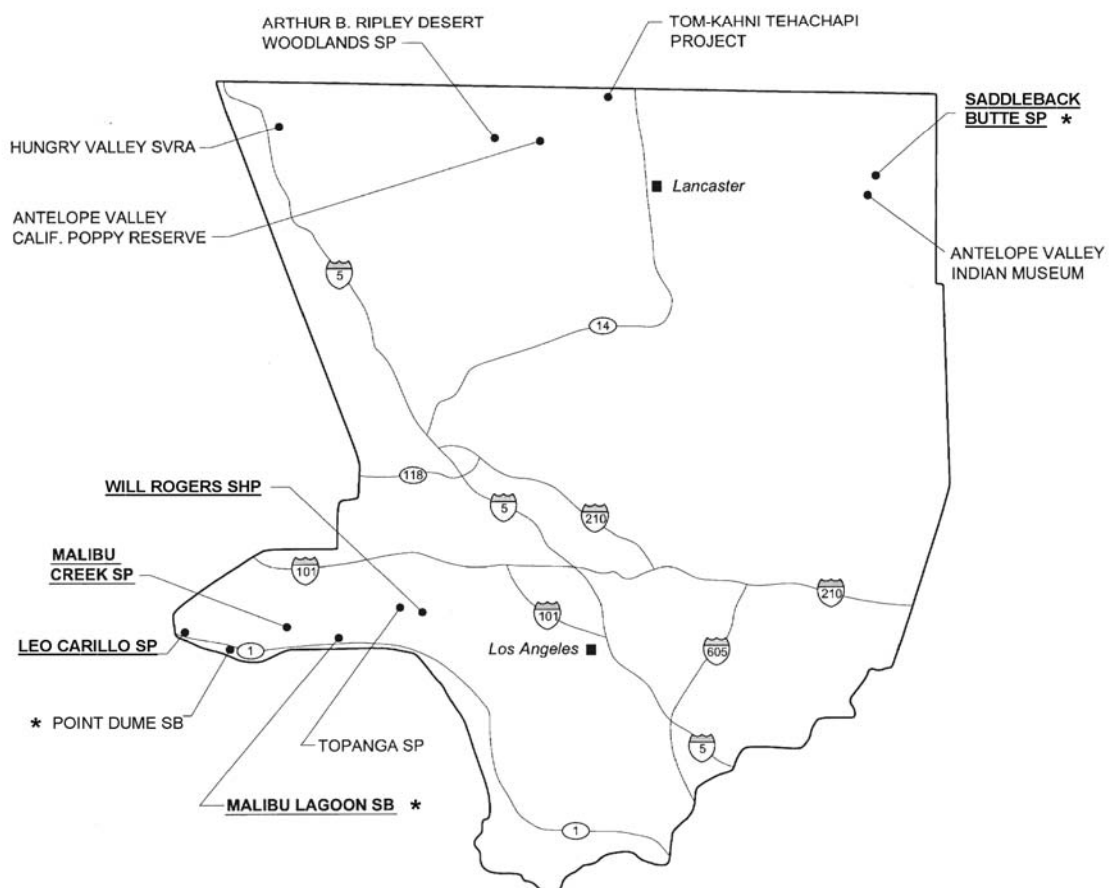 ARTHUR B. RIPLEY DESERT
WOODLANDS SP
TOM-KAHNI TEHACHAPI
PROJECT
SADDLEBACK
BUTTE SP *
HUNGRY VALLEY SVRA
Lancaster
ANTELOPE VALLEY
CALIF. POPPY RESERVE
ANTELOPE VALLEY
INDIAN MUSEUM
5
14
118
WILL ROGERS SHP
5
210
MALIBU
CREEK SP
101
210
101
LEO CARILLO SP
1
Los Angeles
605
* POINT DUME SB
TOPANGA SP
5
MALIBU LAGOON SB *
1